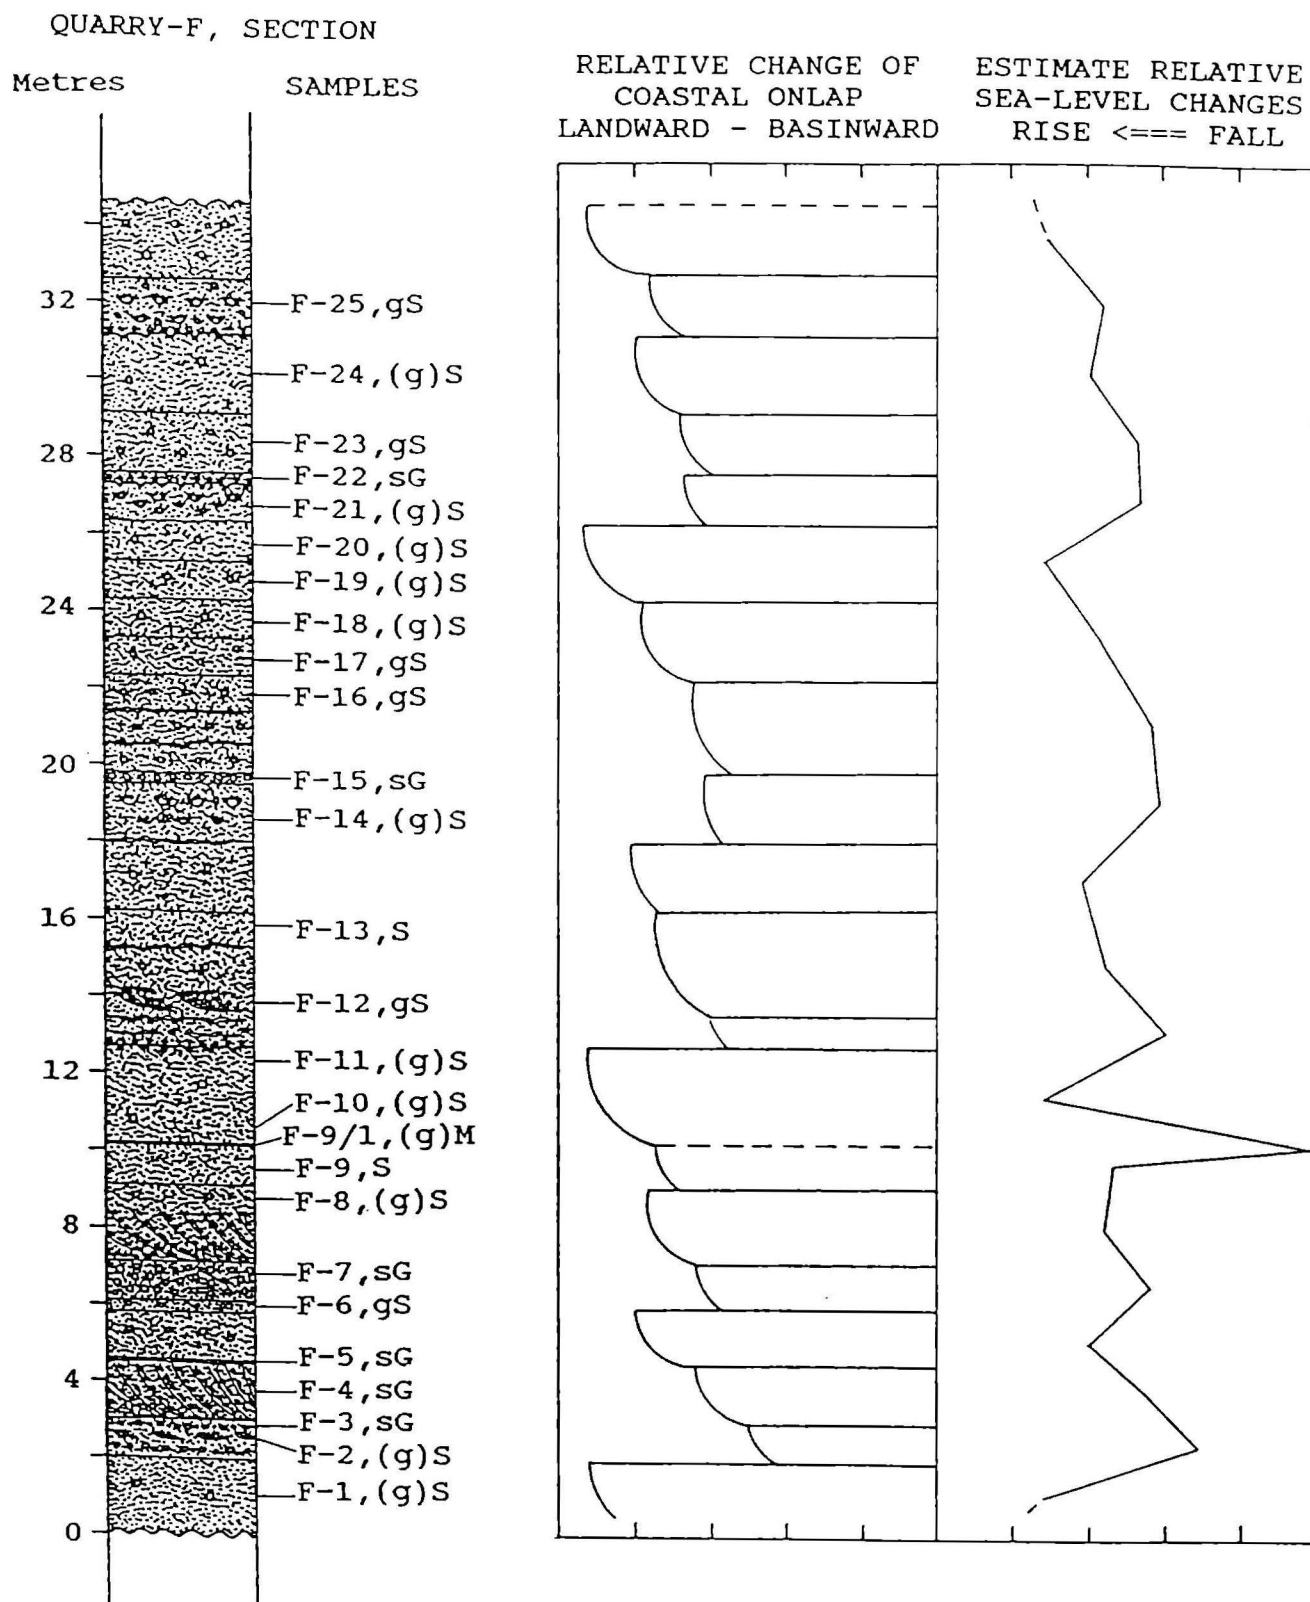 QUARRY-F, SECTION
Metres
SAMPLES
RELATIVE CHANGE OF
COASTAL ONLAP
LANDWARD - BASINWARD
ESTIMATE RELATIVE
SEA-LEVEL CHANGES
RISE <=== FALL
32
F-25,gS
F-24,(g)S
28
F-23,gS
F-22,sG
F-21,(g)S
F-20,(g)S
F-19,(g)S
24
F-18,(g)S
F-17,gS
F-16,gS
20
F-15,sG
F-14,(g)S
16
F-13,S
F-12,gS
12
F-11,(g)S
F-10,(g)S
F-9/1,(g)M
F-9,S
F-8,(g)S
8
F-7,sG
F-6,gS
F-5,sG
4
F-4,sG
F-3,sG
F-2,(g)S
F-1,(g)S
0